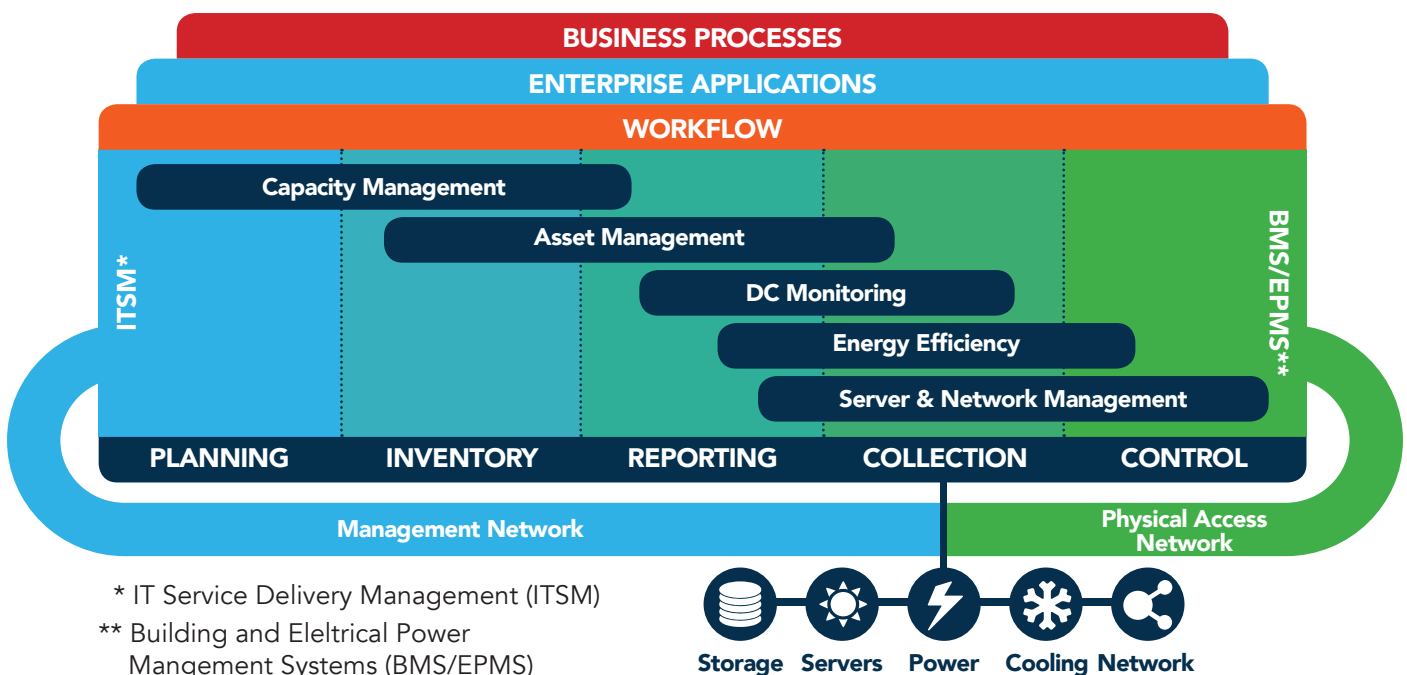 BUSINESS PROCESSES
ENTERPRISE APPLICATIONS
WORKFLOW
Capacity Management
Asset Management
DC Monitoring
Energy Efficiency
Server & Network Management
ITSM*
BMS/EPMS**
PLANNING
INVENTORY
REPORTING
COLLECTION
CONTROL
Management Network
Physical Access
Network
* IT Service Delivery Management (ITSM)
** Building and Eleltrical Power
Mangement Systems (BMS/EPMS)
Storage
Servers
Power
Cooling
Network